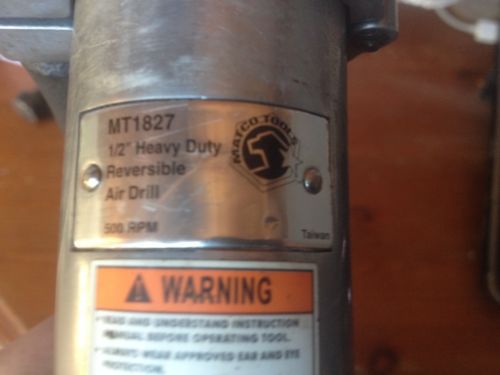 MT1827
1/2" Heavy Duty
Reversible
Air Drill
500 RPM
MATCO TOOLS
Taiwan
WARNING
• READ AND UNDERSTAND INSTRUCTION
MANUAL BEFORE OPERATING TOOL.
• ALWAYS WEAR APPROVED EAR AND EYE
PROTECTION.